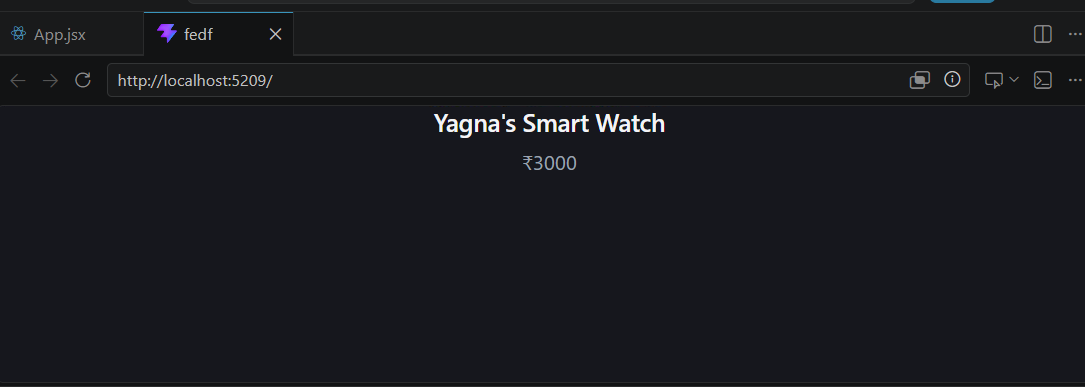 App.jsx
fedf
http://localhost:5209/
Yagna's Smart Watch
₹3000